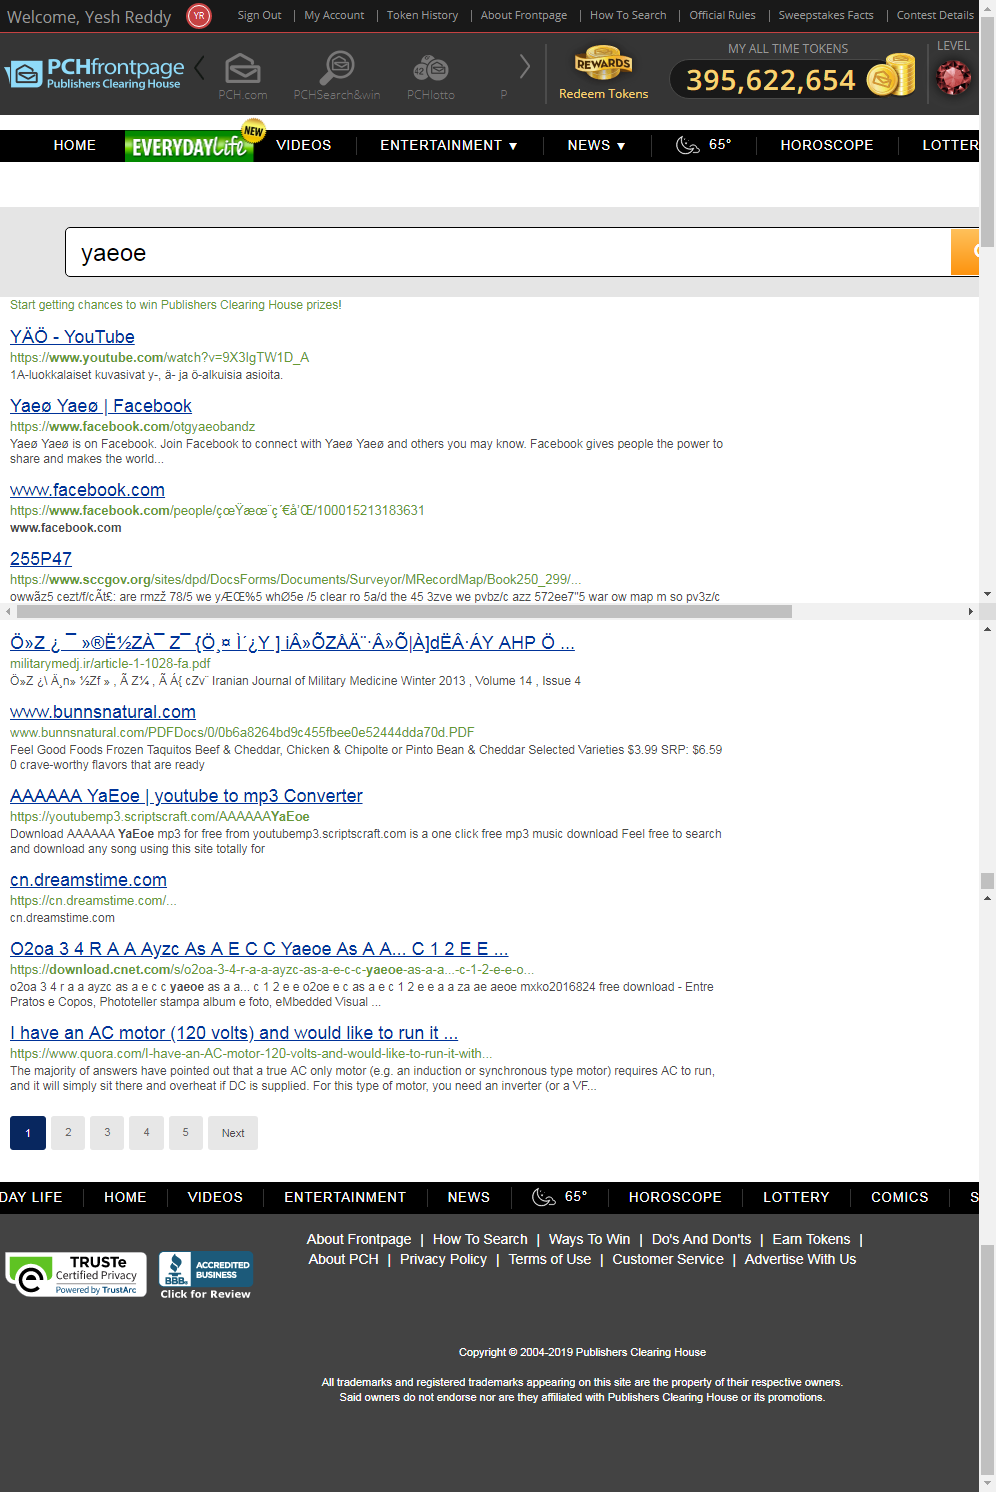 Welcome, Yesh Reddy YR Sign Out | My Account | Token History | About Frontpage | How To Search | Official Rules | Sweepstakes Facts | Contest Details
PCHfrontpage
Publishers Clearing House
PCH.com PCHSearch&win PCHlotto P
REWARDS
Redeem Tokens
MY ALL TIME TOKENS
395,622,654
LEVEL
HOME EVERYDAY Life NEW VIDEOS ENTERTAINMENT ▼ NEWS ▼ 65° HOROSCOPE LOTTER
yaeoe
Start getting chances to win Publishers Clearing House prizes!
YÄÖ - YouTube
https://www.youtube.com/watch?v=9X3lgTW1D_A
1A-luokkalaiset kuvasivat y-, ä- ja ö-alkuisia asioita.
Yaeø Yaeø | Facebook
https://www.facebook.com/otgyaeobandz
Yaeø Yaeø is on Facebook. Join Facebook to connect with Yaeø Yaeø and others you may know. Facebook gives people the power to
share and makes the world...
www.facebook.com
https://www.facebook.com/people/çœŸæœ¨ç´€å'Œ/100015213183631
www.facebook.com
255P47
https://www.sccgov.org/sites/dpd/DocsForms/Documents/Surveyor/MRecordMap/Book250_299/...
owwãz5 cezt/f/cÃt£: are rmzž 78/5 we yÆŒ%5 whØ5e /5 clear ro 5a/d the 45 3zve we pvbz/c azz 572ee7"5 war ow map m so pv3z/c
Ö»Z ¿ ¯ »®Ë½ZÀ¯ Z¯ {Ö¸¤ Ì´¿Y ] iÂ»ÕZÂÄ¨·Â»Õ|À]dËÂ·ÁY AHP Ö ...
militarymedj.ir/article-1-1028-fa.pdf
Ö»Z ¿\ Ä¸n» ½Zf » , Ã Z¼ , Ã Á{ cZv¨ Iranian Journal of Military Medicine Winter 2013 , Volume 14 , Issue 4
www.bunnsnatural.com
www.bunnsnatural.com/PDFDocs/0/0b6a8264bd9c455fbee0e52444dda70d.PDF
Feel Good Foods Frozen Taquitos Beef & Cheddar, Chicken & Chipolte or Pinto Bean & Cheddar Selected Varieties $3.99 SRP: $6.59
0 crave-worthy flavors that are ready
AAAAAA YaEoe | youtube to mp3 Converter
https://youtubemp3.scriptscraft.com/AAAAAAYaEoe
Download AAAAAA YaEoe mp3 for free from youtubemp3.scriptscraft.com is a one click free mp3 music download Feel free to search
and download any song using this site totally for
cn.dreamstime.com
https://cn.dreamstime.com/...
cn.dreamstime.com
O2oa 3 4 R A A Ayzc As A E C C Yaeoe As A A... C 1 2 E E ...
https://download.cnet.com/s/o2oa-3-4-r-a-a-ayzc-as-a-e-c-c-yaeoe-as-a-a...-c-1-2-e-e-o...
o2oa 3 4 r a a ayzc as a e c c yaeoe as a a... c 1 2 e e o2oe e c as a e c 1 2 e e a a za ae aeoe mxko2016824 free download - Entre
Pratos e Copos, Phototeller stampa album e foto, eMbedded Visual ...
I have an AC motor (120 volts) and would like to run it ...
https://www.quora.com/I-have-an-AC-motor-120-volts-and-would-like-to-run-it-with...
The majority of answers have pointed out that a true AC only motor (e.g. an induction or synchronous type motor) requires AC to run,
and it will simply sit there and overheat if DC is supplied. For this type of motor, you need an inverter (or a VF...
1 2 3 4 5 Next
DAY LIFE HOME VIDEOS ENTERTAINMENT NEWS 65° HOROSCOPE LOTTERY COMICS S
About Frontpage | How To Search | Ways To Win | Do's And Don'ts | Earn Tokens |
About PCH | Privacy Policy | Terms of Use | Customer Service | Advertise With Us
TRUSTe
Certified Privacy
Powered by TrustArc
BBB
ACCREDITED
BUSINESS
Click for Review
Copyright © 2004-2019 Publishers Clearing House
All trademarks and registered trademarks appearing on this site are the property of their respective owners.
Said owners do not endorse nor are they affiliated with Publishers Clearing House or its promotions.